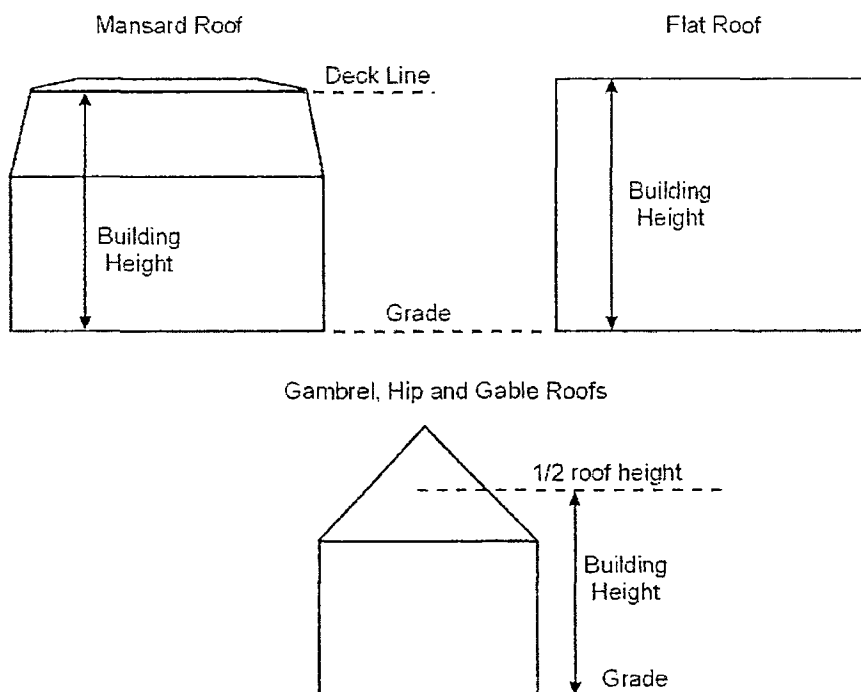 Mansard Roof
Flat Roof
Deck Line
Building
Height
Building
Height
Grade
Gambrel, Hip and Gable Roofs
1/2 roof height
Building
Height
Grade